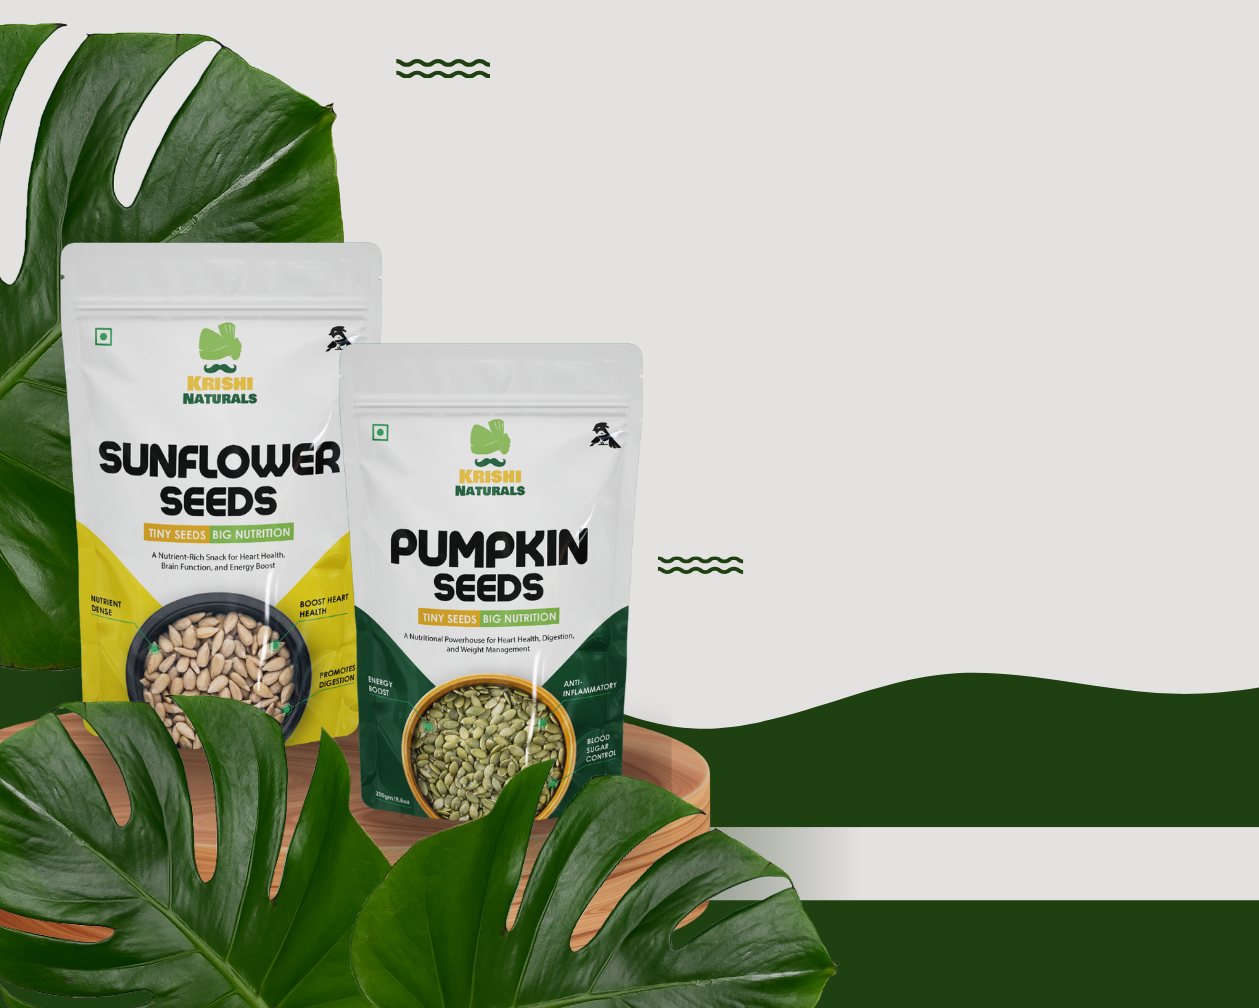 KRISHI
NATURALS
SUNFLOWER
SEEDS
TINY SEEDS BIG NUTRITION
A Nutrient-Rich Snack for Heart Health,
Brain Function, and Energy Boost
NUTRIENT
DENSE
BOOST HEART
HEALTH
PROMOTES
DIGESTION
KRISHI
NATURALS
PUMPKIN
SEEDS
TINY SEEDS BIG NUTRITION
A Nutritional Powerhouse for Heart Health, Digestion,
and Weight Management
ENERGY
BOOST
ANTI-
INFLAMMATORY
BLOOD
SUGAR
CONTROL
250gm/8.8oz